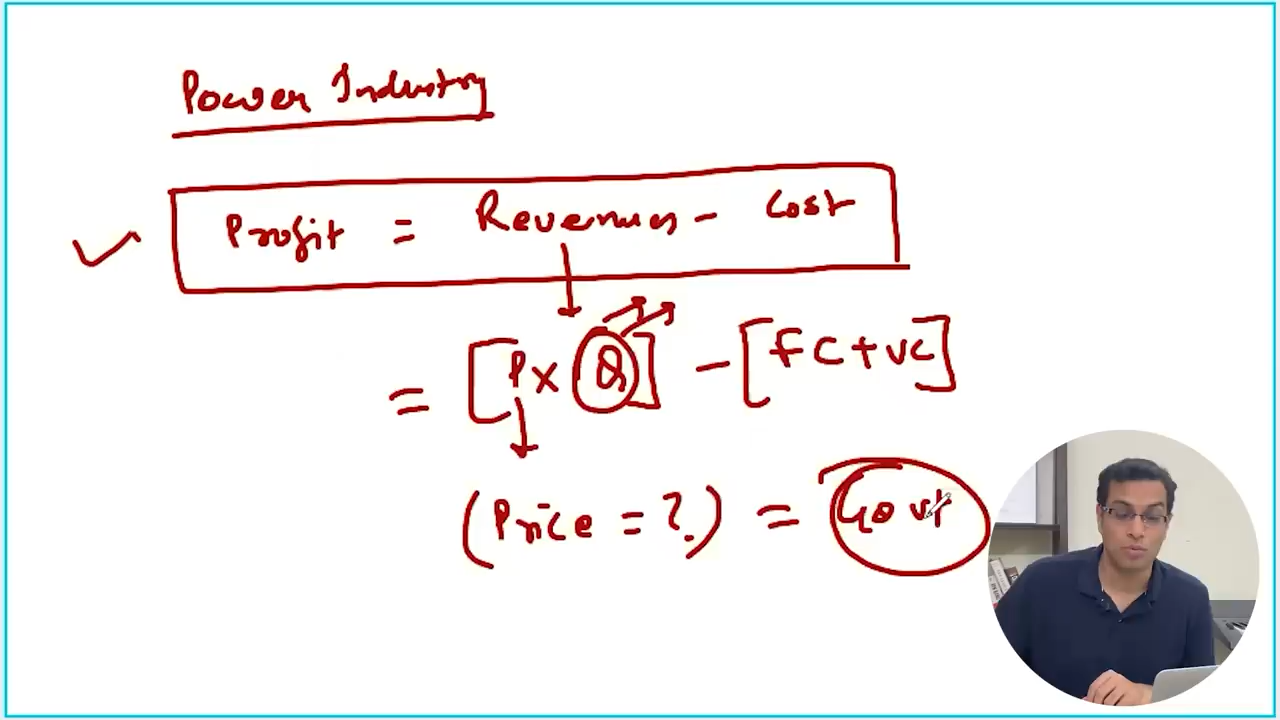 Power Industry
Profit = Revenues - Cost
= [P x Q] - [FC + VC]
(Price = ?) = Govt